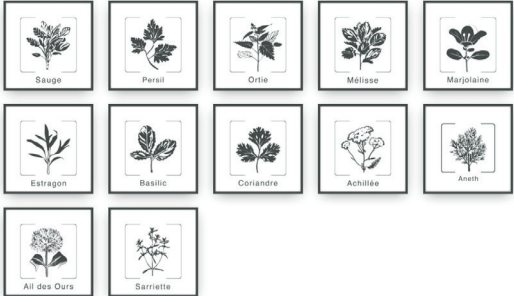 Sauge
Persil
Ortie
Mélisse
Marjolaine
Estragon
Basilic
Coriandre
Achillée
Aneth
Ail des Ours
Sarriette